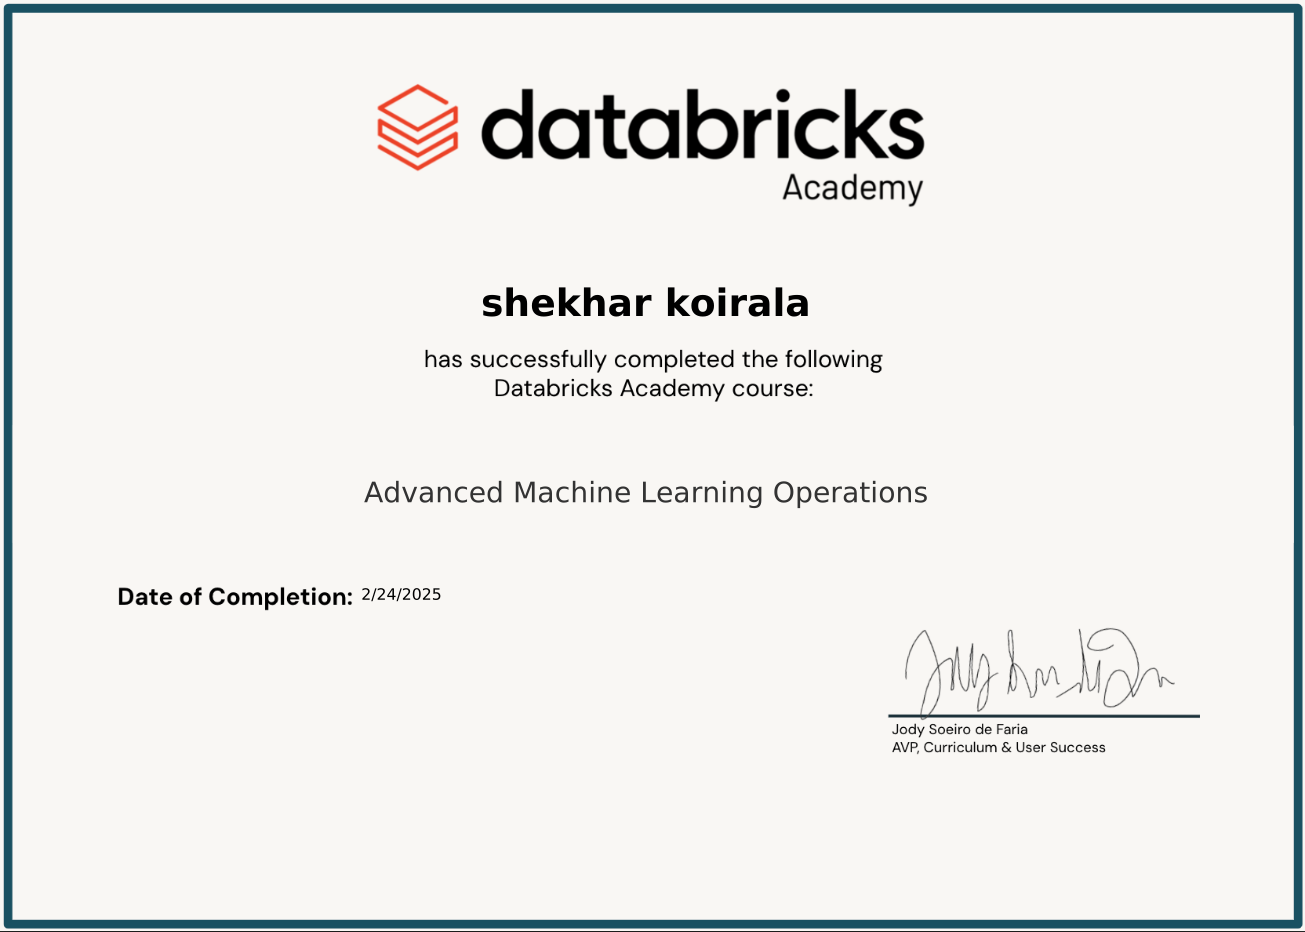 databricks
Academy
shekhar koirala
has successfully completed the following
Databricks Academy course:
Advanced Machine Learning Operations
Date of Completion: 2/24/2025
Jody Soeiro de Faria
AVP, Curriculum & User Success